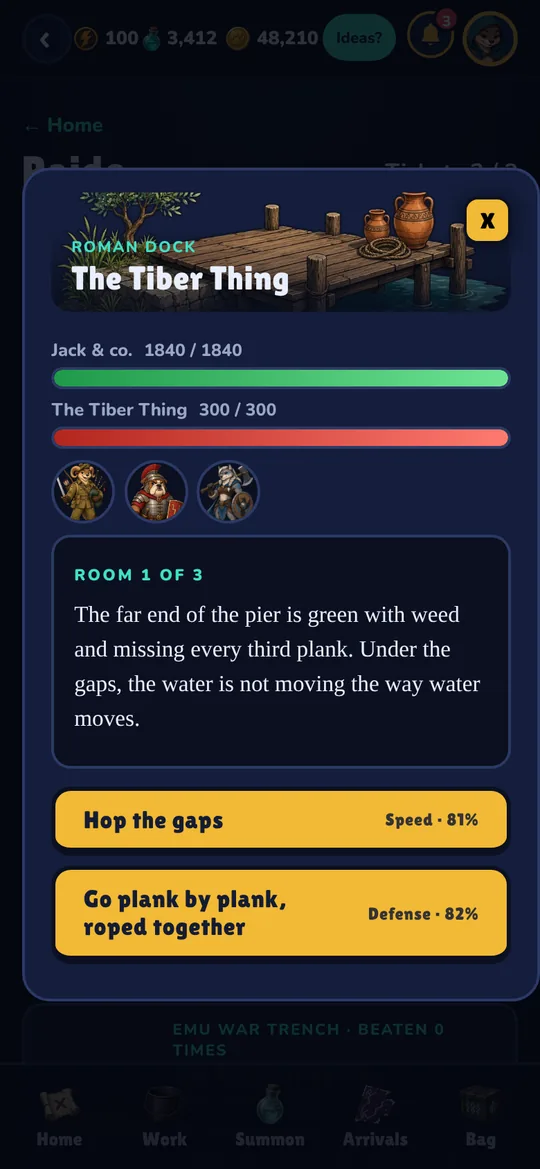 100
3,412
48,210
Ideas?
3
← Home
Raids
Tickets 3 / 3
ROMAN DOCK
The Tiber Thing
X
Jack & co. 1840 / 1840
The Tiber Thing 300 / 300
ROOM 1 OF 3
The far end of the pier is green with weed
and missing every third plank. Under the
gaps, the water is not moving the way water
moves.
Hop the gaps
Speed · 81%
Go plank by plank,
roped together
Defense · 82%
EMU WAR TRENCH · BEATEN 0
TIMES
Home
Work
Summon
Arrivals
Bag